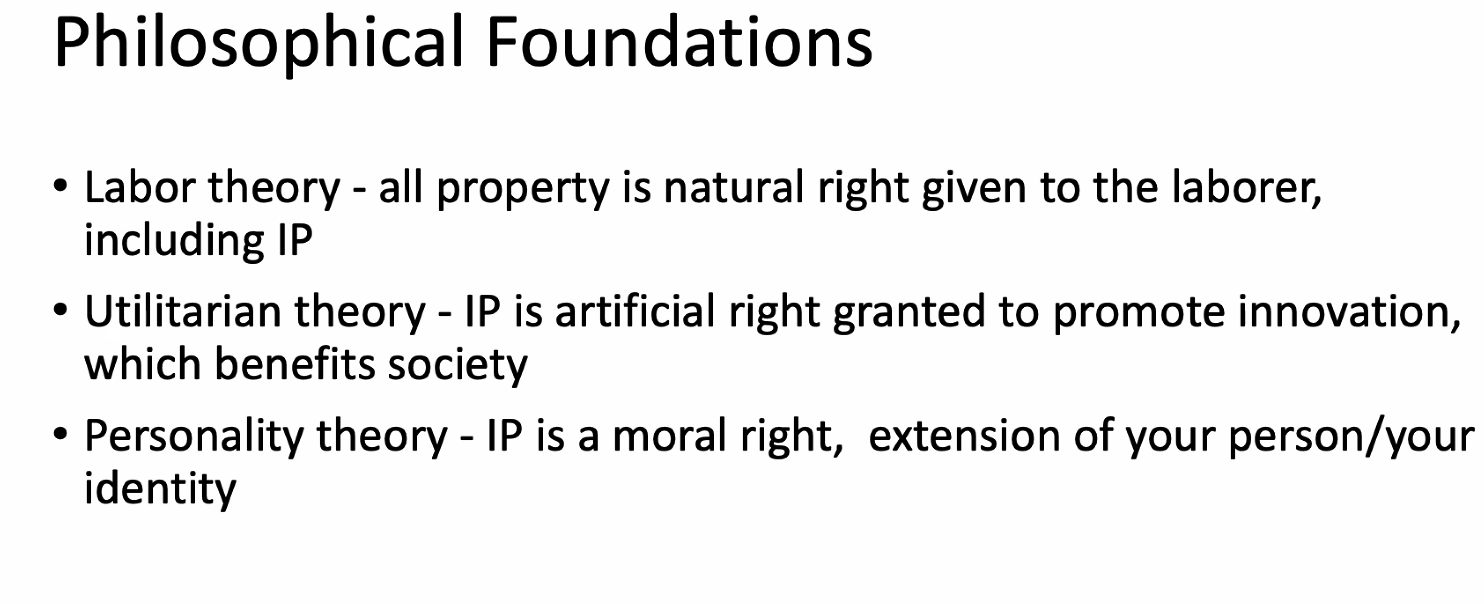 Philosophical Foundations
• Labor theory - all property is natural right given to the laborer,
including IP
• Utilitarian theory - IP is artificial right granted to promote innovation,
which benefits society
• Personality theory - IP is a moral right,  extension of your person/your
identity